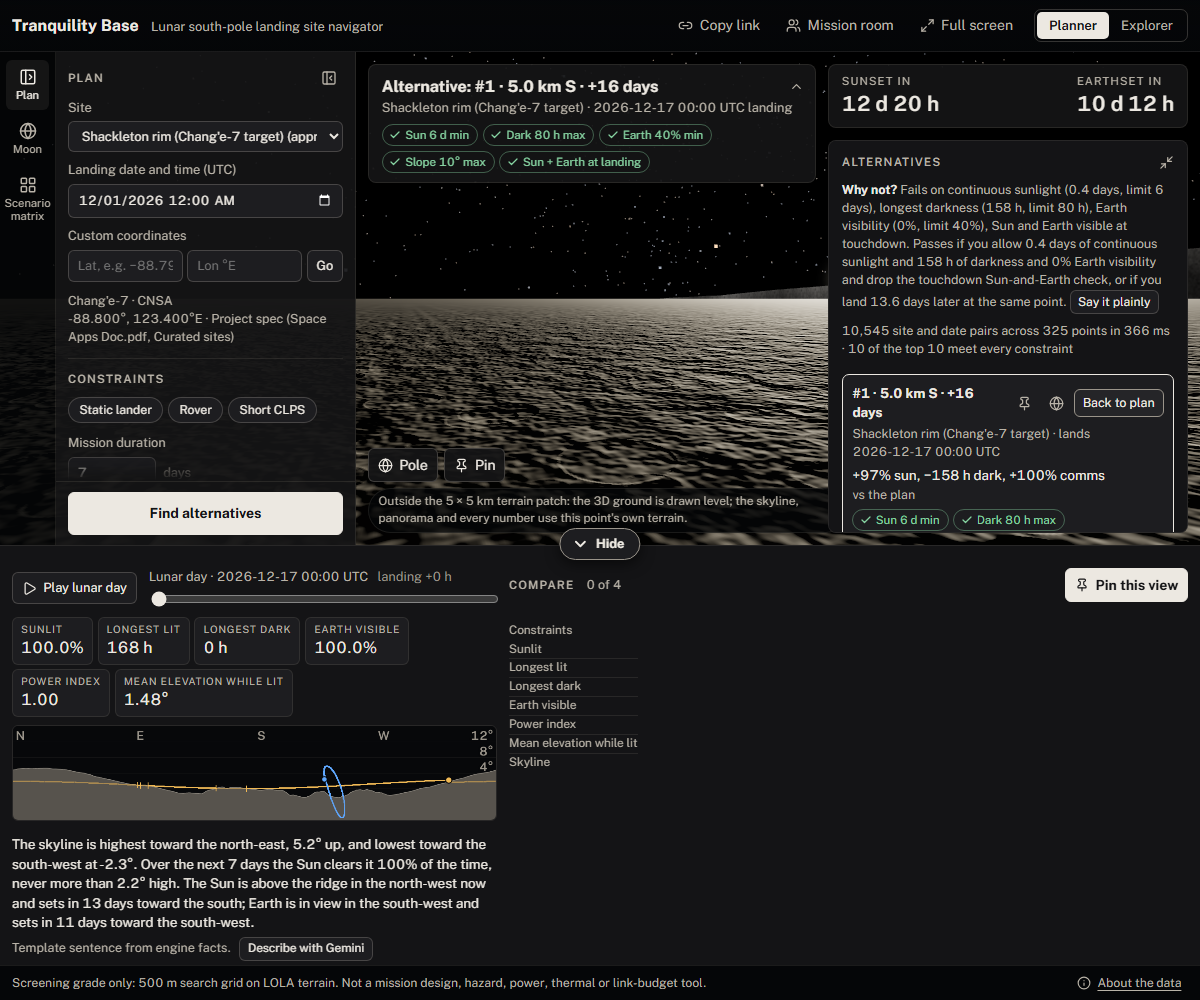 Tranquility Base
Lunar south-pole landing site navigator
Copy link
Mission room
Full screen
Planner
Explorer
Plan
Moon
Scenario
matrix
PLAN
Site
Shackleton rim (Chang'e-7 target) (appr
Landing date and time (UTC)
12/01/2026 12:00 AM
Custom coordinates
Lat, e.g. −88.79
Lon °E
Go
Chang'e-7 · CNSA
-88.800°, 123.400°E · Project spec (Space
Apps Doc.pdf, Curated sites)
CONSTRAINTS
Static lander
Rover
Short CLPS
Mission duration
7
days
Find alternatives
Alternative: #1 · 5.0 km S · +16 days
Shackleton rim (Chang'e-7 target) · 2026-12-17 00:00 UTC landing
Sun 6 d min
Dark 80 h max
Earth 40% min
Slope 10° max
Sun + Earth at landing
Pole
Pin
Outside the 5 × 5 km terrain patch: the 3D ground is drawn level; the skyline,
panorama and every number use this point's own terrain.
Hide
SUNSET IN
12 d 20 h
EARTHSET IN
10 d 12 h
ALTERNATIVES
Why not? Fails on continuous sunlight (0.4 days, limit 6
days), longest darkness (158 h, limit 80 h), Earth
visibility (0%, limit 40%), Sun and Earth visible at
touchdown. Passes if you allow 0.4 days of continuous
sunlight and 158 h of darkness and 0% Earth visibility
and drop the touchdown Sun-and-Earth check, or if you
land 13.6 days later at the same point. Say it plainly
10,545 site and date pairs across 325 points in 366 ms
· 10 of the top 10 meet every constraint
#1 · 5.0 km S · +16
days
Back to plan
Shackleton rim (Chang'e-7 target) · lands
2026-12-17 00:00 UTC
+97% sun, −158 h dark, +100% comms
vs the plan
Sun 6 d min
Dark 80 h max
Play lunar day
Lunar day · 2026-12-17 00:00 UTC landing +0 h
SUNLIT
100.0%
LONGEST LIT
168 h
LONGEST DARK
0 h
EARTH VISIBLE
100.0%
POWER INDEX
1.00
MEAN ELEVATION WHILE LIT
1.48°
N
E
S
W
12°
8°
4°
The skyline is highest toward the north-east, 5.2° up, and lowest toward the
south-west at -2.3°. Over the next 7 days the Sun clears it 100% of the time,
never more than 2.2° high. The Sun is above the ridge in the north-west now
and sets in 13 days toward the south; Earth is in view in the south-west and
sets in 11 days toward the south-west.
Template sentence from engine facts.
Describe with Gemini
COMPARE
0 of 4
Pin this view
Constraints
Sunlit
Longest lit
Longest dark
Earth visible
Power index
Mean elevation while lit
Skyline
Screening grade only: 500 m search grid on LOLA terrain. Not a mission design, hazard, power, thermal or link-budget tool.
About the data